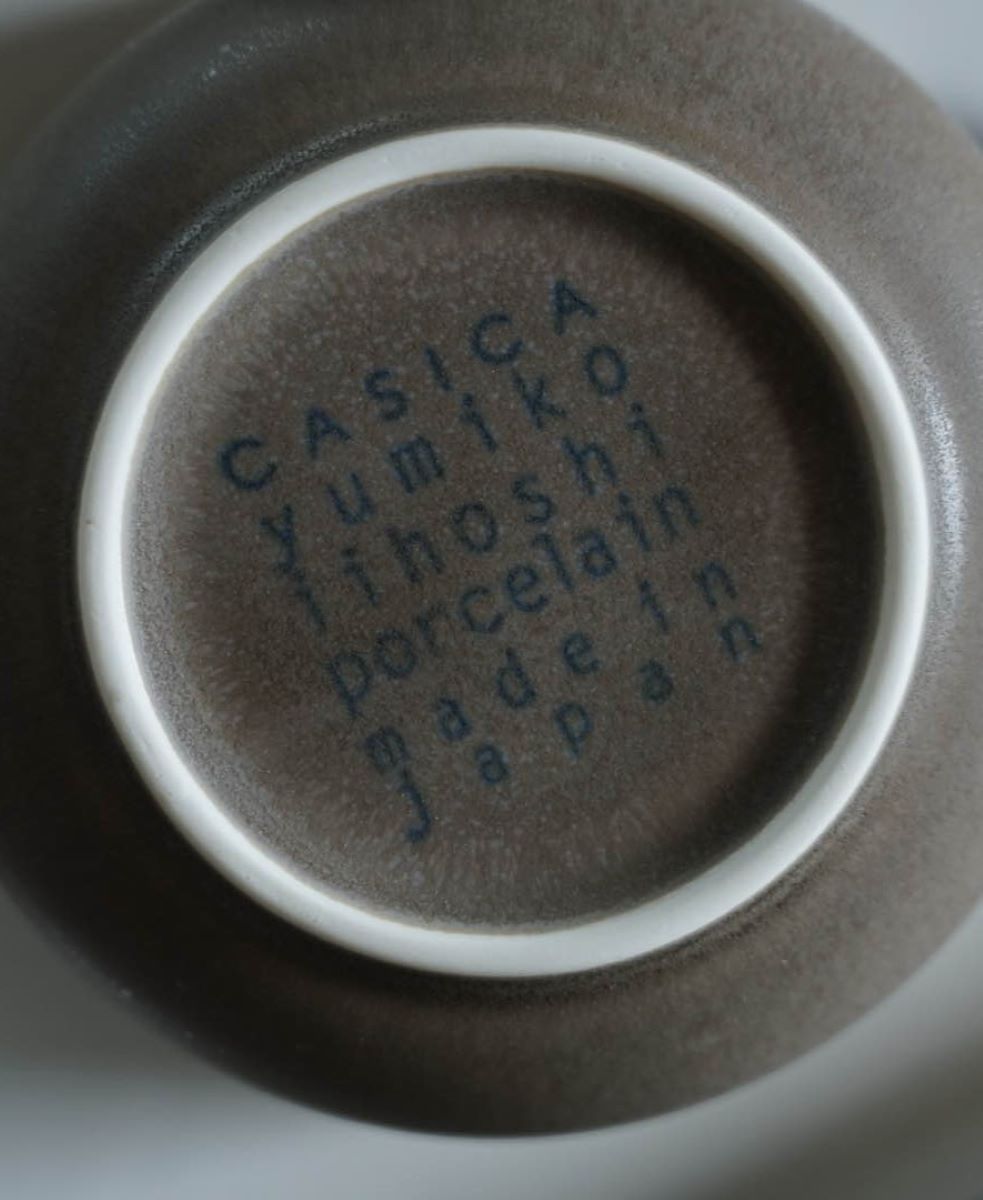 CASICA
yumiko
iihoshi
porcelain
made in
japan